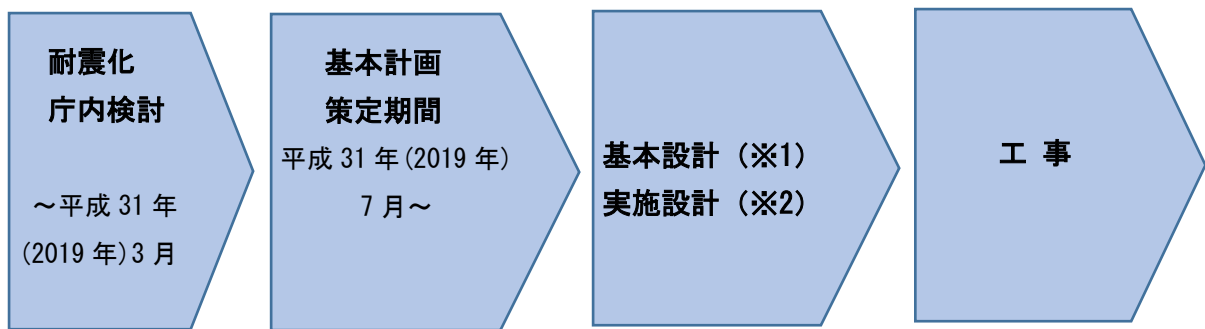 耐震化
庁内検討
～平成 31 年
(2019 年)3 月
基本計画
策定期間
平成 31 年(2019 年)
7 月～
基本設計（※1）
実施設計（※2）
工 事